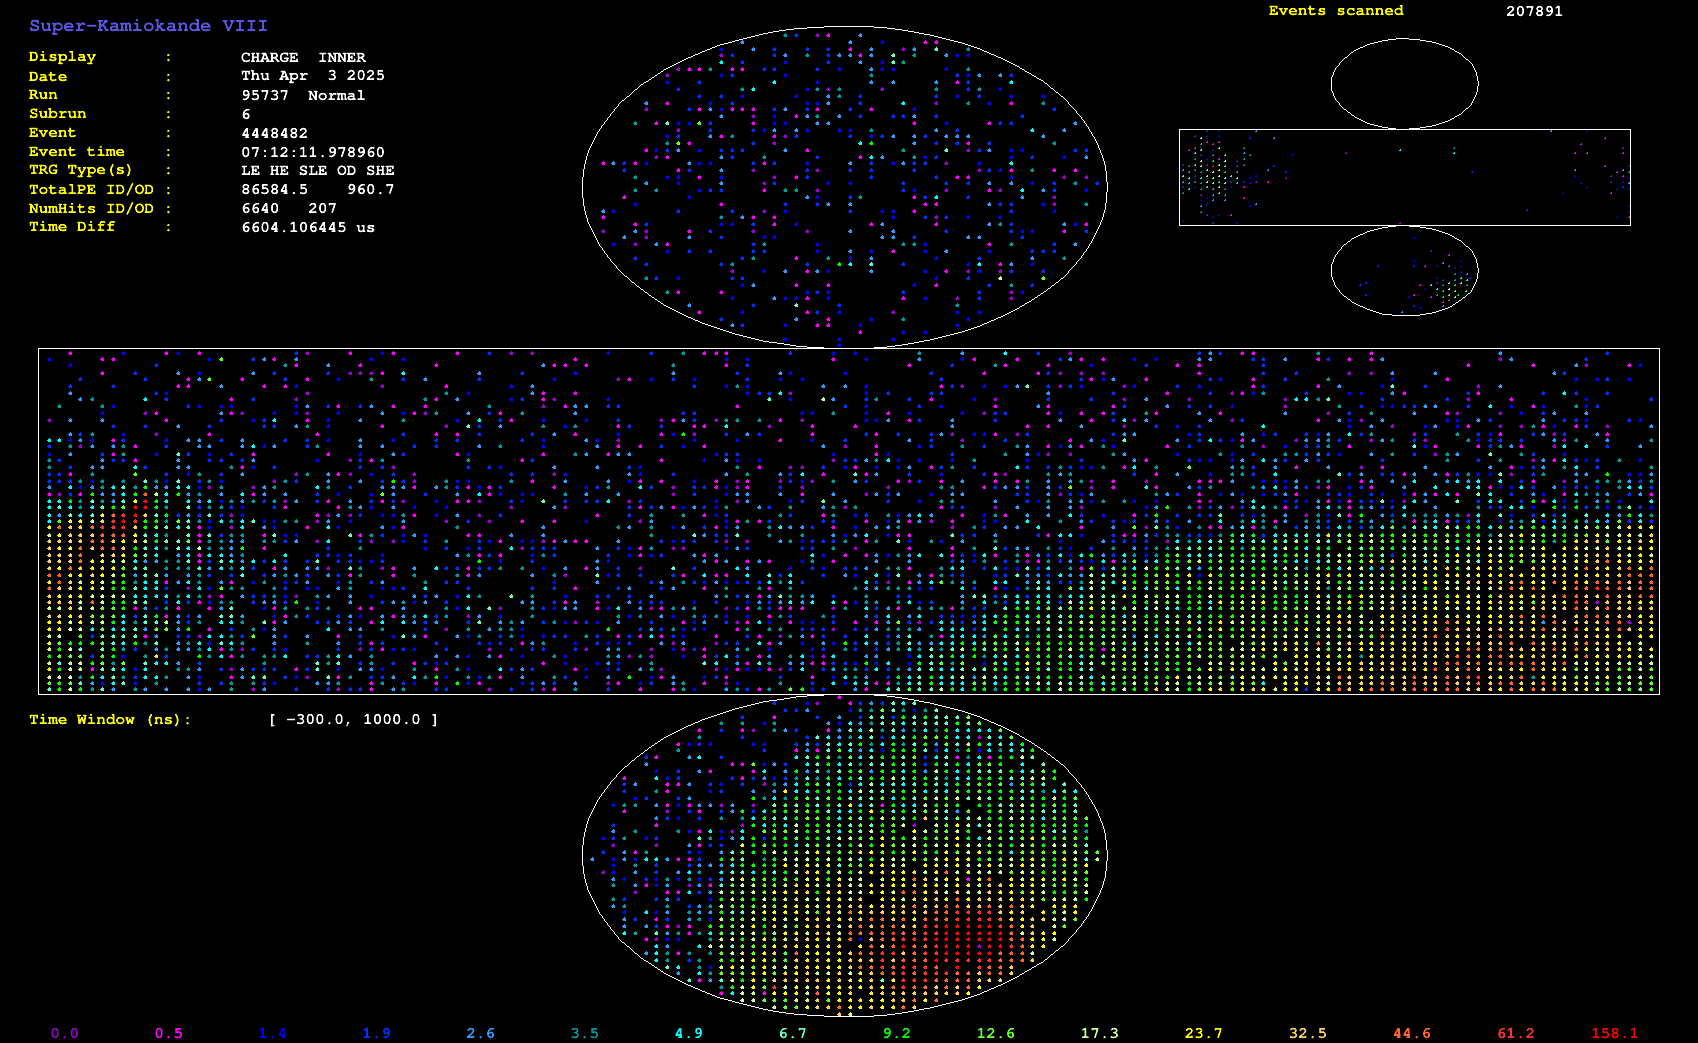 Super-Kamiokande VIII
Events scanned 207891
Display : CHARGE INNER
Date : Thu Apr 3 2025
Run : 95737 Normal
Subrun : 6
Event : 4448482
Event time : 07:12:11.978960
TRG Type(s) : LE HE SLE OD SHE
TotalPE ID/OD : 86584.5 960.7
NumHits ID/OD : 6640 207
Time Diff : 6604.106445 us
Time Window (ns): [ -300.0, 1000.0 ]
0.0 0.5 1.4 1.9 2.6 3.5 4.9 6.7 9.2 12.6 17.3 23.7 32.5 44.6 61.2 158.1